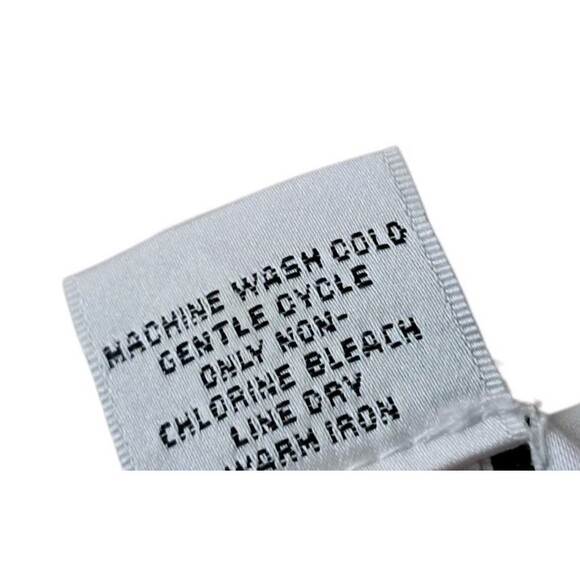 MACHINE WASH COLD
GENTLE CYCLE
ONLY NON-
CHLORINE BLEACH
LINE DRY
WARM IRON